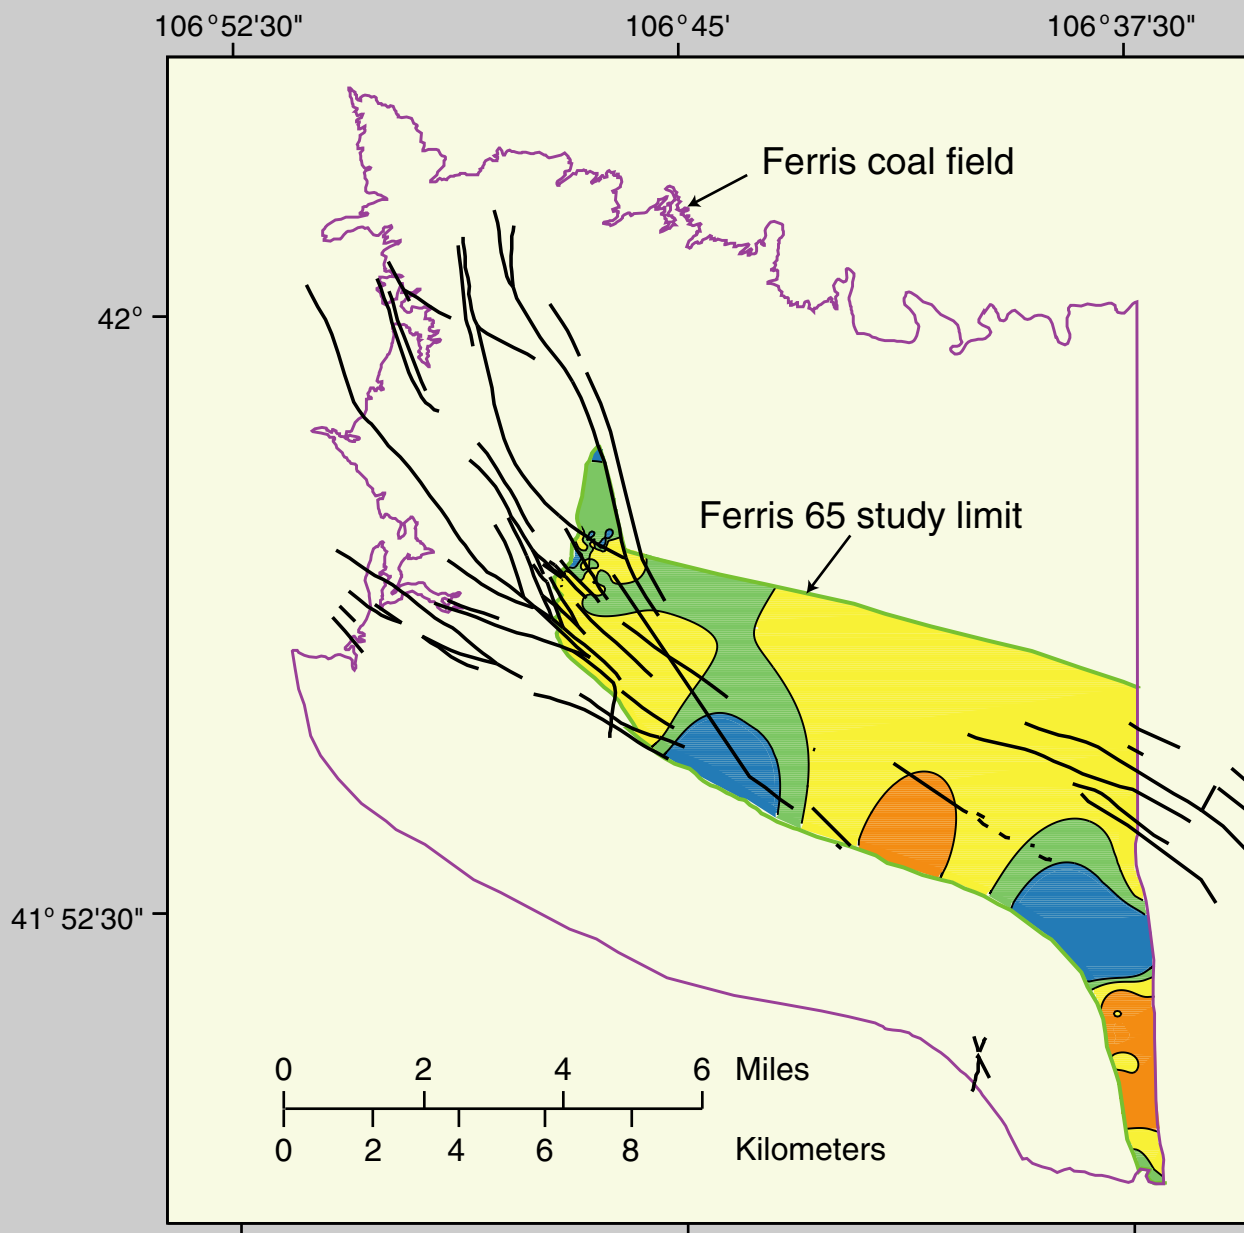 106°52'30" 106°45' 106°37'30"
Ferris coal field
42°
Ferris 65 study limit
41°52'30"
0 2 4 6 Miles
0 2 4 6 8 Kilometers